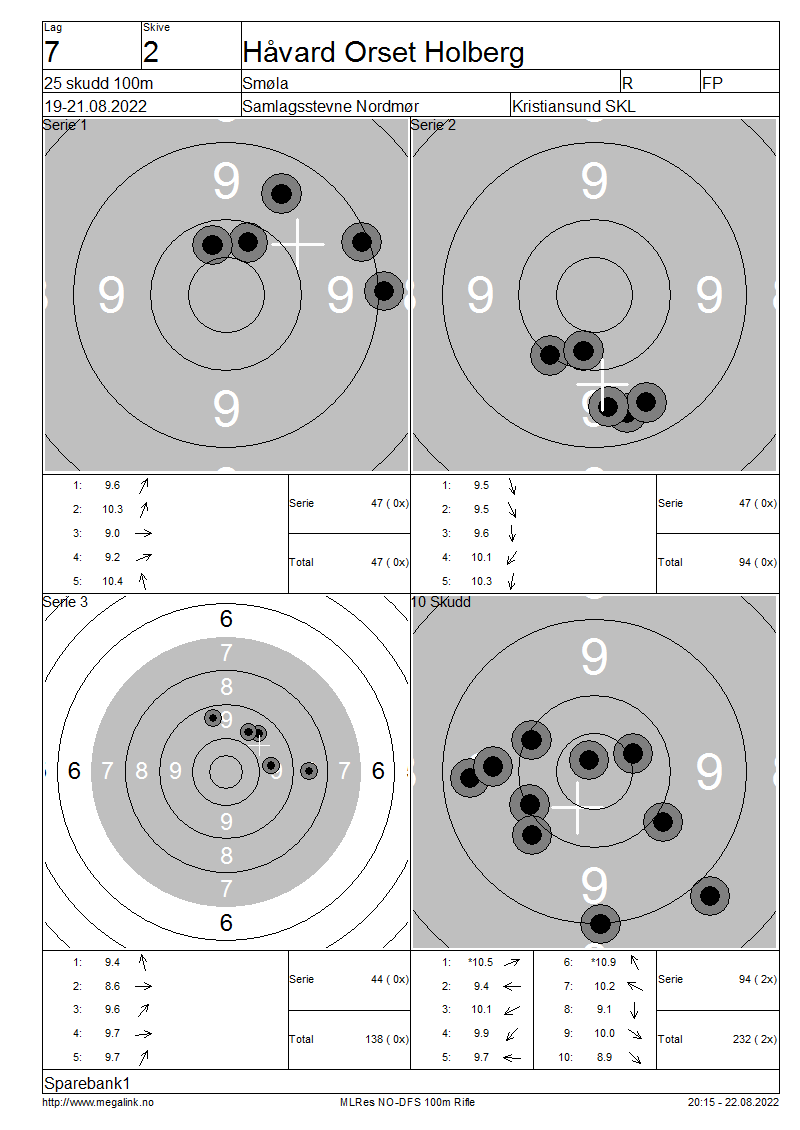 Lag
Skive
7
2
Håvard Orset Holberg
25 skudd 100m
Smøla
R
FP
19-21.08.2022
Samlagsstevne Nordmør
Kristiansund SKL
Serie 1
9
9 9
9
Serie 2
9
9 9
9
1: 9.6
2: 10.3
3: 9.0
4: 9.2
5: 10.4
Serie 47 ( 0x)
Total 47 ( 0x)
1: 9.5
2: 9.5
3: 9.6
4: 10.1
5: 10.3
Serie 47 ( 0x)
Total 94 ( 0x)
Serie 3
6
7
8
9
6 7 8 9 9 7 6
9
8
7
6
10 Skudd
9
9
9
1: 9.4
2: 8.6
3: 9.6
4: 9.7
5: 9.7
Serie 44 ( 0x)
Total 138 ( 0x)
1: *10.5 6: *10.9
2: 9.4 7: 10.2
3: 10.1 8: 9.1
4: 9.9 9: 10.0
5: 9.7 10: 8.9
Serie 94 ( 2x)
Total 232 ( 2x)
Sparebank1
http://www.megalink.no
MLRes NO-DFS 100m Rifle
20:15 - 22.08.2022